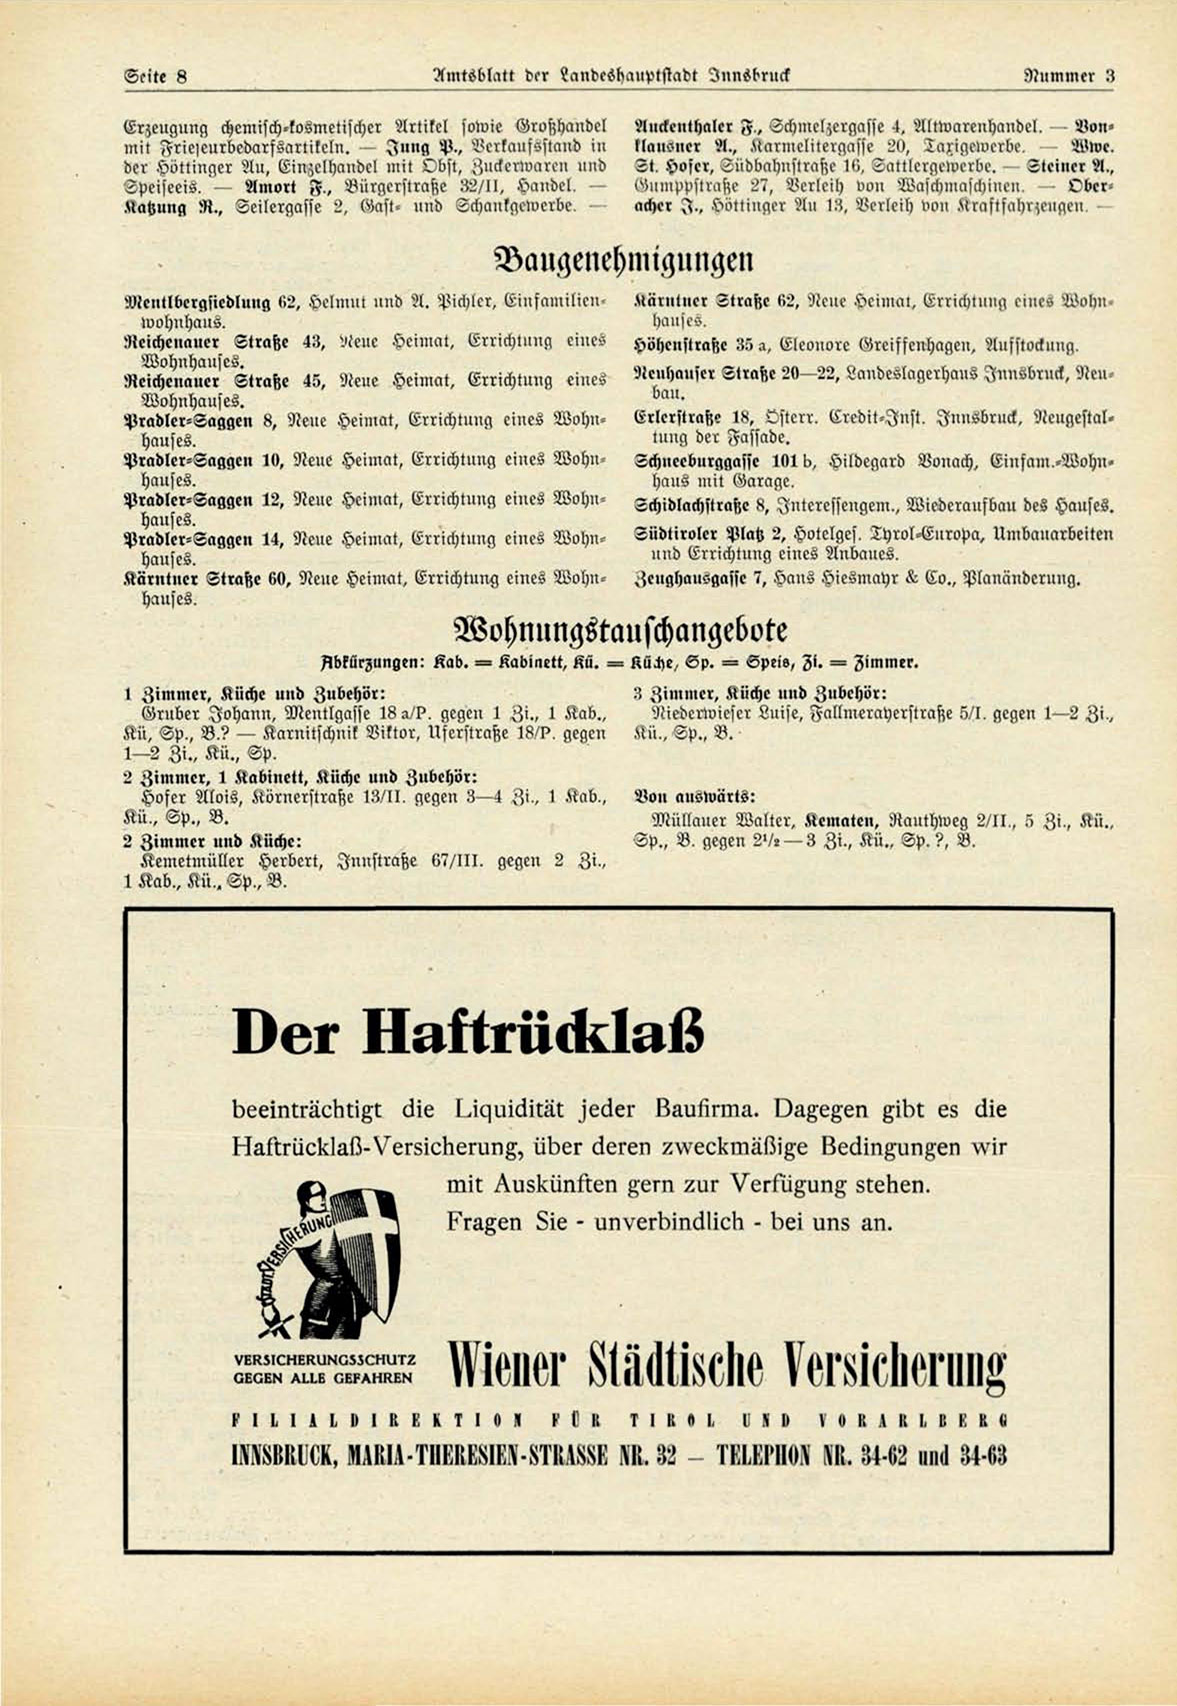 Seite 8 Amtsblatt der Landeshauptstadt Innsbruck Nummer 3
Erzeugung chemisch-kosmetischer Artikel sowie Großhandel
mit Friseurbedarfsartikeln. — Jung P., Verkaufsstand in
der Höttinger Au, Einzelhandel mit Obst, Zuckerwaren und
Speiseeis. — Amort F., Bürgerstraße 32/II, Handel. —
Katzung R., Seilergasse 2, Gast- und Schankgewerbe. —
Auckenthaler F., Schmelzergasse 4, Altwarenhandel. — Von-
klausner A., Karmelitergasse 20, Taxigewerbe. — Wwe.
St. Hofer, Südbahnstraße 16, Sattlergewerbe. — Steiner A.,
Gumppstraße 27, Verleih von Waschmaschinen. — Ober-
acher J., Höttinger Au 13, Verleih von Kraftfahrzeugen. —
Baugenehmigungen
Mentlbergsiedlung 62, Helmut und A. Pichler, Einfamilien-
wohnhaus.
Reichenauer Straße 43, Neue Heimat, Errichtung eines
Wohnhauses.
Reichenauer Straße 45, Neue Heimat, Errichtung eines
Wohnhauses.
Pradler-Saggen 8, Neue Heimat, Errichtung eines Wohn-
hauses.
Pradler-Saggen 10, Neue Heimat, Errichtung eines Wohn-
hauses.
Pradler-Saggen 12, Neue Heimat, Errichtung eines Wohn-
hauses.
Pradler-Saggen 14, Neue Heimat, Errichtung eines Wohn-
hauses.
Kärntner Straße 60, Neue Heimat, Errichtung eines Wohn-
hauses.
Kärntner Straße 62, Neue Heimat, Errichtung eines Wohn-
hauses.
Höhenstraße 35 a, Eleonore Greiffenhagen, Aufstockung.
Neuhauser Straße 20—22, Landeslagerhaus Innsbruck, Neu-
bau.
Erlerstraße 18, Österr. Credit-Inst. Innsbruck, Neugestal-
tung der Fassade.
Schneeburggasse 101 b, Hildegard Vonach, Einfam.-Wohn-
haus mit Garage.
Schidlachstraße 8, Interessengem., Wiederaufbau des Hauses.
Südtiroler Platz 2, Hotelges. Tyrol-Europa, Umbauarbeiten
und Errichtung eines Anbaues.
Zeughausgasse 7, Hans Hiesmayr & Co., Planänderung.
Wohnungstauschangebote
Abkürzungen: Kab. = Kabinett, Kü. = Küche, Sp. = Speis, Zi. = Zimmer.
1 Zimmer, Küche und Zubehör:
Gruber Johann, Mentlgasse 18 a/P. gegen 1 Zi., 1 Kab.,
Kü, Sp., B.? — Karnitschnik Viktor, Uferstraße 18/P. gegen
1—2 Zi., Kü., Sp.
2 Zimmer, 1 Kabinett, Küche und Zubehör:
Hofer Alois, Körnerstraße 13/II. gegen 3—4 Zi., 1 Kab.,
Kü., Sp., B.
2 Zimmer und Küche:
Kemetmüller Herbert, Innstraße 67/III. gegen 2 Zi.,
1 Kab., Kü., Sp., B.
3 Zimmer, Küche und Zubehör:
Niederwieser Luise, Fallmerayerstraße 5/I. gegen 1—2 Zi.,
Kü., Sp., B.
Von auswärts:
Müllauer Walter, Kematen, Rauthweg 2/II., 5 Zi., Kü.,
Sp., B. gegen 2½—3 Zi., Kü., Sp.?, B.
Der Haftrücklaß
beeinträchtigt die Liquidität jeder Baufirma. Dagegen gibt es die
Haftrücklaß-Versicherung, über deren zweckmäßige Bedingungen wir
mit Auskünften gern zur Verfügung stehen.
Fragen Sie - unverbindlich - bei uns an.
STÄDT. VERSICHERUNG
VERSICHERUNGSSCHUTZ
GEGEN ALLE GEFAHREN
Wiener Städtische Versicherung
FILIALDIREKTION FÜR TIROL UND VORARLBERG
INNSBRUCK, MARIA-THERESIEN-STRASSE NR. 32 — TELEPHON NR. 34-62 und 34-63